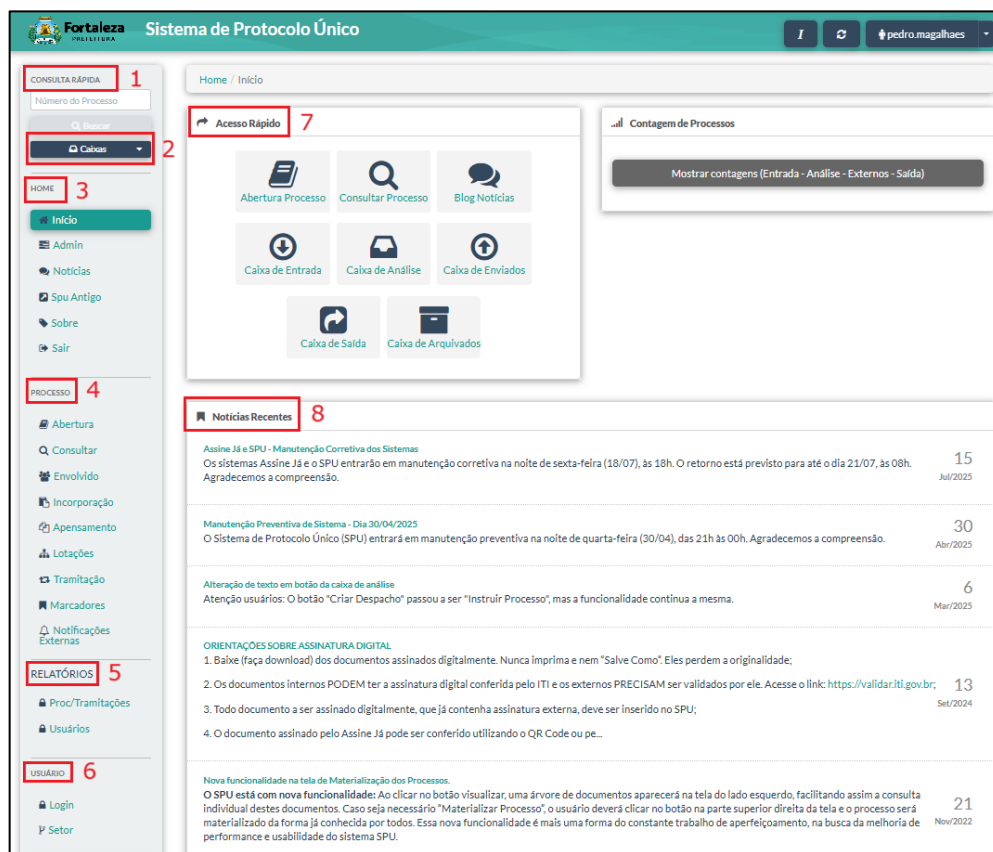 Fortaleza
PREFEITURA
Sistema de Protocolo Único
I
pedro.magalhaes
CONSULTA RÁPIDA
1
Número do Processo
Buscar
Caixas
2
HOME
3
Início
Admin
Notícias
Spu Antigo
Sobre
Sair
PROCESSO
4
Abertura
Consultar
Envolvido
Incorporação
Apensamento
Lotações
Tramitação
Marcadores
Notificações
Externas
RELATÓRIOS
5
Proc/Tramitações
Usuários
USUÁRIO
6
Login
Setor
Home / Início
Acesso Rápido
7
Abertura Processo
Consultar Processo
Blog Notícias
Caixa de Entrada
Caixa de Análise
Caixa de Enviados
Caixa de Saída
Caixa de Arquivados
Contagem de Processos
Mostrar contagens (Entrada - Análise - Externos - Saída)
Notícias Recentes
8
Assine Já e SPU - Manutenção Corretiva dos Sistemas
Os sistemas Assine Já e o SPU entrarão em manutenção corretiva na noite de sexta-feira (18/07), às 18h. O retorno está previsto para até o dia 21/07, às 08h.
Agradecemos a compreensão.
15
Jul/2025
Manutenção Preventiva de Sistema - Dia 30/04/2025
O Sistema de Protocolo Único (SPU) entrará em manutenção preventiva na noite de quarta-feira (30/04), das 21h às 00h. Agradecemos a compreensão.
30
Abr/2025
Alteração de texto em botão da caixa de análise
Atenção usuários: O botão "Criar Despacho" passou a ser "Instruir Processo", mas a funcionalidade continua a mesma.
6
Mar/2025
ORIENTAÇÕES SOBRE ASSINATURA DIGITAL
1. Baixe (faça download) dos documentos assinados digitalmente. Nunca imprima e nem “Salve Como”. Eles perdem a originalidade;
2. Os documentos internos PODEM ter a assinatura digital conferida pelo ITI e os externos PRECISAM ser validados por ele. Acesse o link: https://validar.iti.gov.br;
3. Todo documento a ser assinado digitalmente, que já contenha assinatura externa, deve ser inserido no SPU;
4. O documento assinado pelo Assine Já pode ser conferido utilizando o QR Code ou pe...
13
Set/2024
Nova funcionalidade na tela de Materialização dos Processos.
O SPU está com nova funcionalidade: Ao clicar no botão visualizar, uma árvore de documentos aparecerá na tela do lado esquerdo, facilitando assim a consulta
individual destes documentos. Caso seja necessário “Materializar Processo”, o usuário deverá clicar no botão na parte superior direita da tela e o processo será
materializado da forma já conhecida por todos. Essa nova funcionalidade é mais uma forma do constante trabalho de aperfeiçoamento, na busca da melhoria de
performance e usabilidade do sistema SPU.
21
Nov/2022